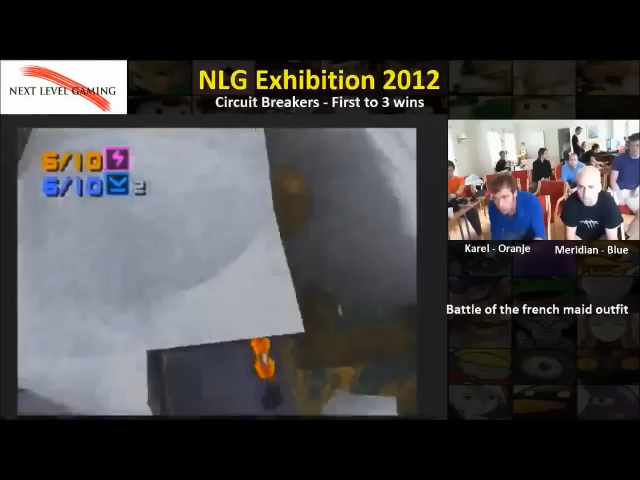 NEXT LEVEL GAMING
NLG Exhibition 2012
Circuit Breakers - First to 3 wins
6/10
6/10 2
Karel - Oranje
Meridian - Blue
Battle of the french maid outfit